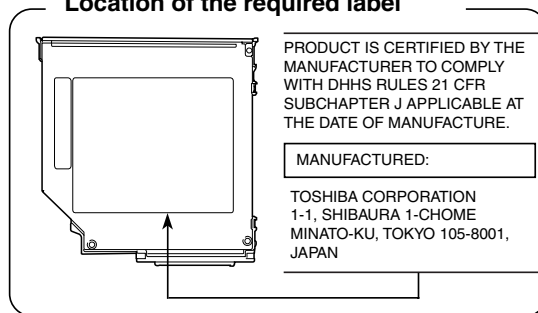 Location of the required label
PRODUCT IS CERTIFIED BY THE
MANUFACTURER TO COMPLY
WITH DHHS RULES 21 CFR
SUBCHAPTER J APPLICABLE AT
THE DATE OF MANUFACTURE.
MANUFACTURED:
TOSHIBA CORPORATION
1-1, SHIBAURA 1-CHOME
MINATO-KU, TOKYO 105-8001,
JAPAN